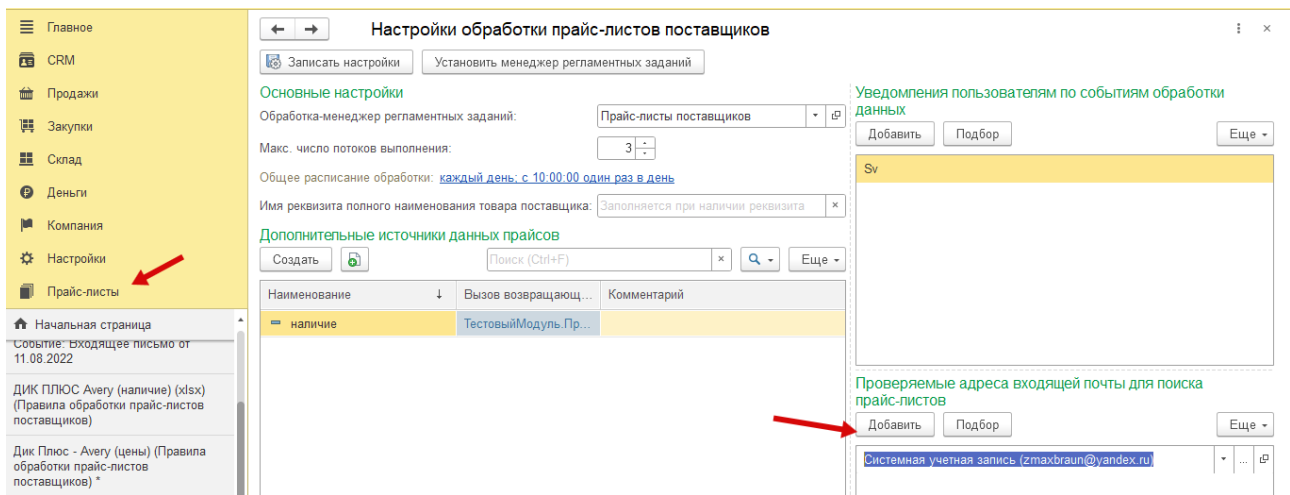 Главное
CRM
Продажи
Закупки
Склад
Деньги
Компания
Настройки
Прайс-листы
Начальная страница
Событие: Входящее письмо от
11.08.2022
ДИК ПЛЮС Avery (наличие) (xlsx)
(Правила обработки прайс-листов
поставщиков)
Дик Плюс - Avery (цены) (Правила
обработки прайс-листов
поставщиков) *
Настройки обработки прайс-листов поставщиков
Записать настройки
Установить менеджер регламентных заданий
Основные настройки
Обработка-менеджер регламентных заданий: Прайс-листы поставщиков
Макс. число потоков выполнения: 3
Общее расписание обработки: каждый день; с 10:00:00 один раз в день
Имя реквизита полного наименования товара поставщика: Заполняется при наличии реквизита
Дополнительные источники данных прайсов
Создать Поиск (Ctrl+F) Еще
Наименование Вызов возвращающ... Комментарий
наличие ТестовыйМодуль.Пр...
Уведомления пользователям по событиям обработки
данных
Добавить Подбор Еще
Sv
Проверяемые адреса входящей почты для поиска
прайс-листов
Добавить Подбор Еще
Системная учетная запись (zmaxbraun@yandex.ru)